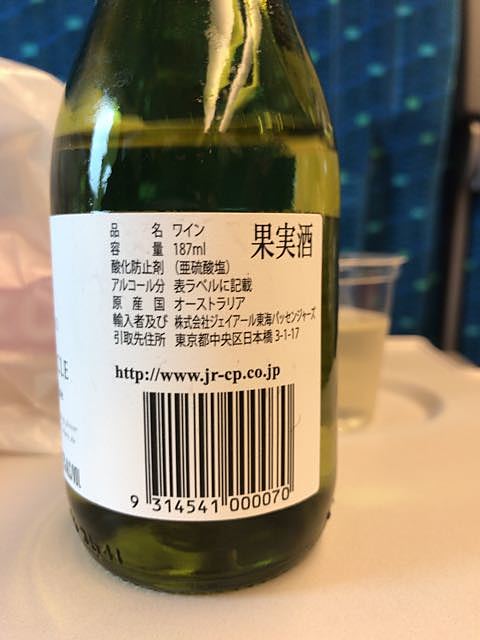 品名 ワイン
果実酒
容量 187ml
酸化防止剤 (亜硫酸塩)
アルコール分 表ラベルに記載
原産国 オーストラリア
輸入者及び 株式会社ジェイアール東海パッセンジャーズ
引取先住所 東京都中央区日本橋3-1-17
http://www.jr-cp.co.jp
9 314541 000070